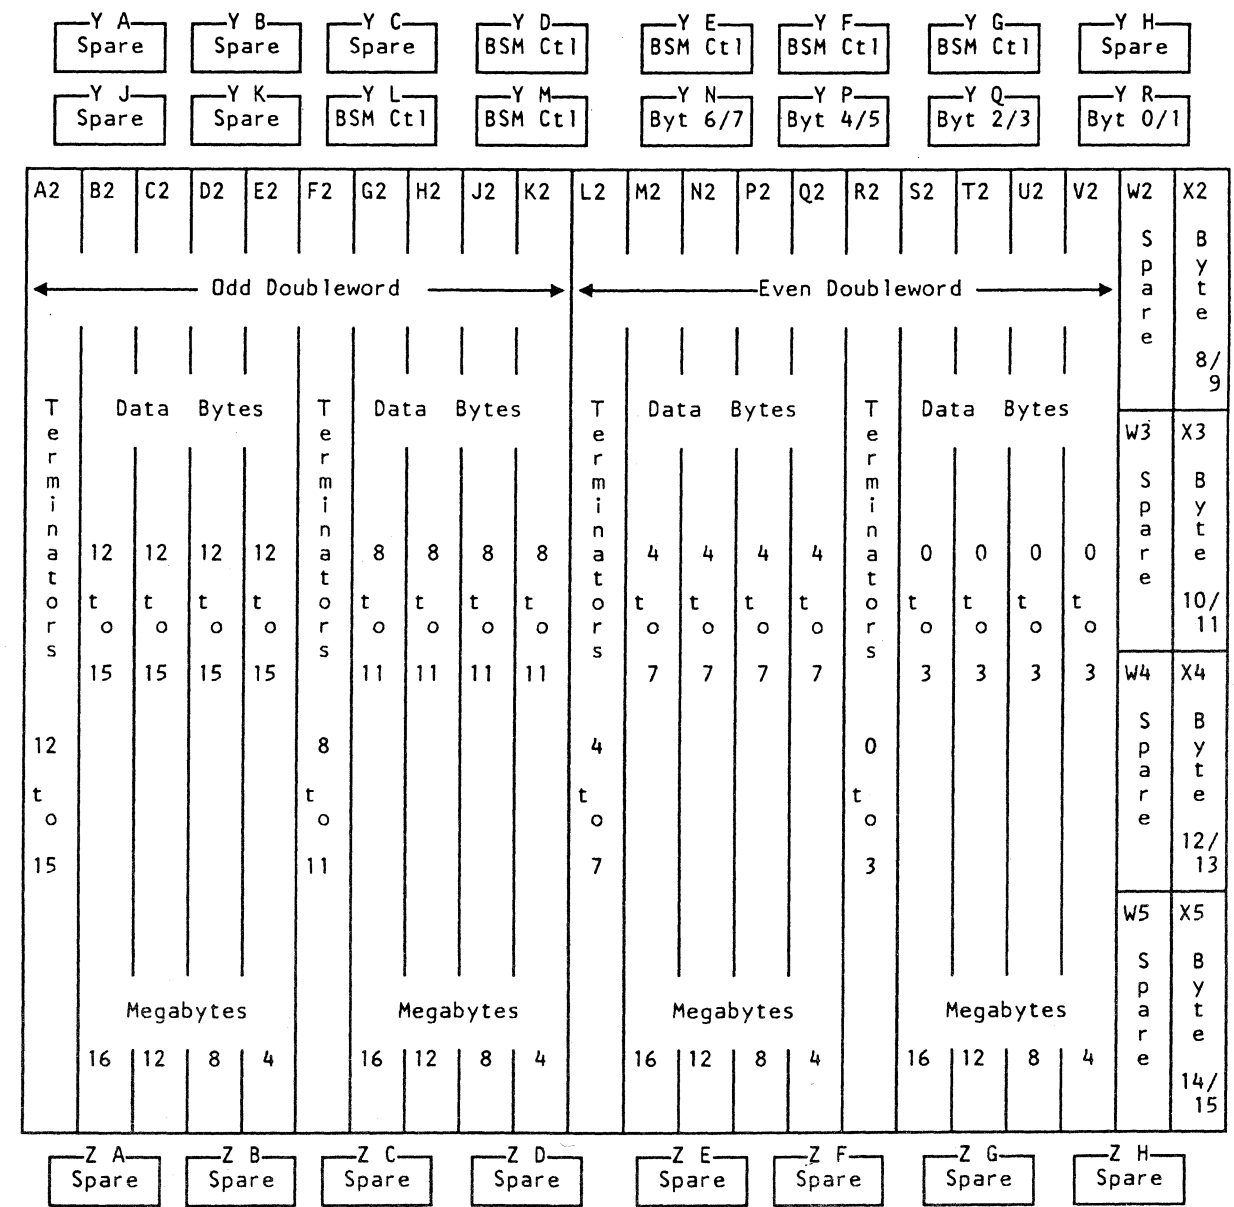 Y A Y B Y C Y D Y E Y F Y G Y H
Spare Spare Spare BSM Ctl BSM Ctl BSM Ctl BSM Ctl Spare
Y J Y K Y L Y M Y N Y P Y Q Y R
Spare Spare BSM Ctl BSM Ctl Byt 6/7 Byt 4/5 Byt 2/3 Byt 0/1
A2 B2 C2 D2 E2 F2 G2 H2 J2 K2 L2 M2 N2 P2 Q2 R2 S2 T2 U2 V2 W2 X2
Odd Doubleword Even Doubleword
Spare
Byte 8/9
Terminators 12 to 15
Data Bytes
12 to 15 12 to 15 12 to 15 12 to 15
Terminators 8 to 11
Data Bytes
8 to 11 8 to 11 8 to 11 8 to 11
Terminators 4 to 7
Data Bytes
4 to 7 4 to 7 4 to 7 4 to 7
Terminators 0 to 3
Data Bytes
0 to 3 0 to 3 0 to 3 0 to 3
W3 X3
Spare
Byte 10/11
W4 X4
Spare
Byte 12/13
W5 X5
Spare
Byte 14/15
Megabytes Megabytes Megabytes Megabytes
16 12 8 4 16 12 8 4 16 12 8 4 16 12 8 4
Z A Z B Z C Z D Z E Z F Z G Z H
Spare Spare Spare Spare Spare Spare Spare Spare